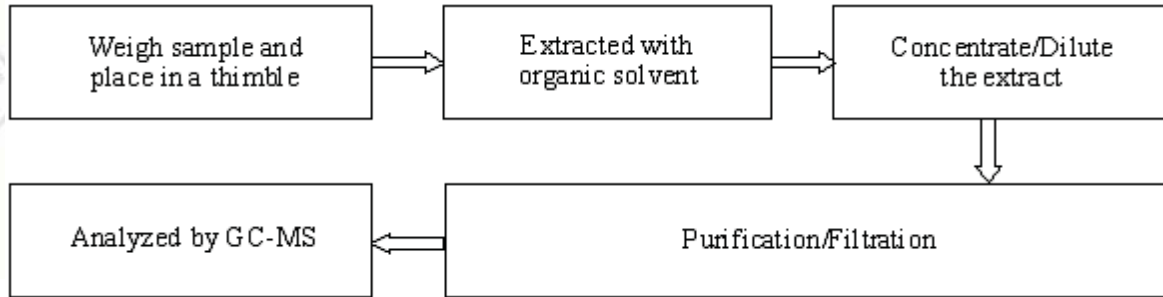 Weigh sample and
place in a thimble
Extracted with
organic solvent
Concentrate/Dilute
the extract
Purification/Filtration
Analyzed by GC-MS